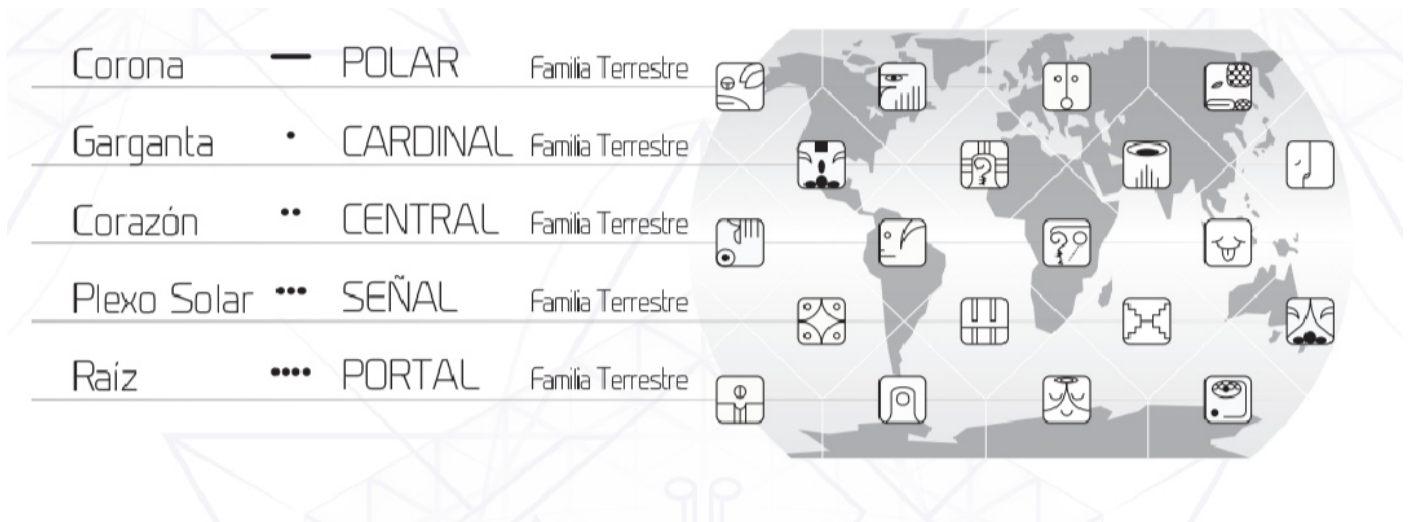 Corona POLAR Familia Terrestre
Garganta CARDINAL Familia Terrestre
Corazón CENTRAL Familia Terrestre
Plexo Solar SEÑAL Familia Terrestre
Raíz PORTAL Familia Terrestre